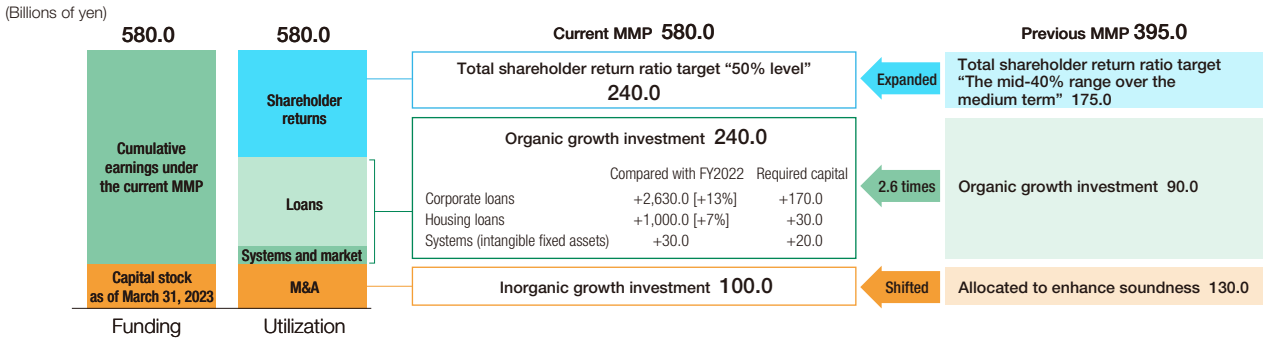 (Billions of yen)
580.0
580.0
Current MMP 580.0
Previous MMP 395.0
Cumulative
earnings under
the current MMP
Capital stock
as of March 31, 2023
Funding
Shareholder
returns
Loans
Systems and market
M&A
Utilization
Total shareholder return ratio target “50% level”
240.0
Expanded
Total shareholder return ratio target
“The mid-40% range over the
medium term” 175.0
Organic growth investment 240.0
Compared with FY2022 Required capital
Corporate loans +2,630.0 [+13%] +170.0
Housing loans +1,000.0 [+7%] +30.0
Systems (intangible fixed assets) +30.0 +20.0
2.6 times
Organic growth investment 90.0
Inorganic growth investment 100.0
Shifted
Allocated to enhance soundness 130.0